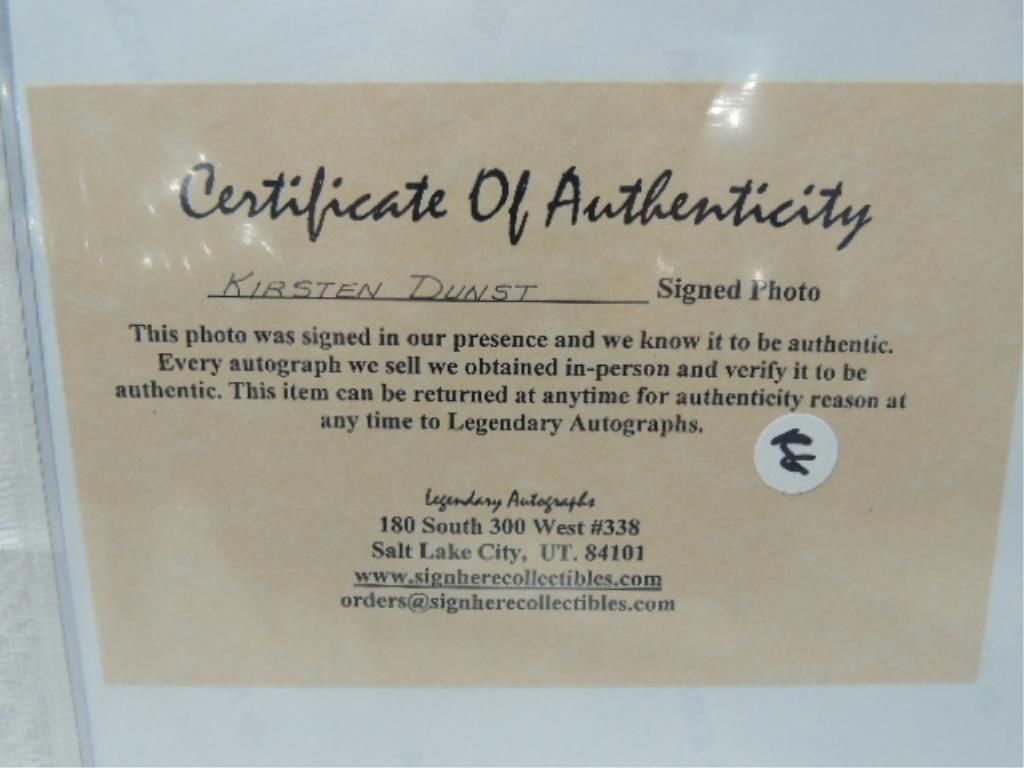 Certificate Of Authenticity
KIRSTEN DUNST Signed Photo
This photo was signed in our presence and we know it to be authentic.
Every autograph we sell we obtained in-person and verify it to be
authentic. This item can be returned at anytime for authenticity reason at
any time to Legendary Autographs.
Legendary Autographs
180 South 300 West #338
Salt Lake City, UT. 84101
www.signherecollectibles.com
orders@signherecollectibles.com